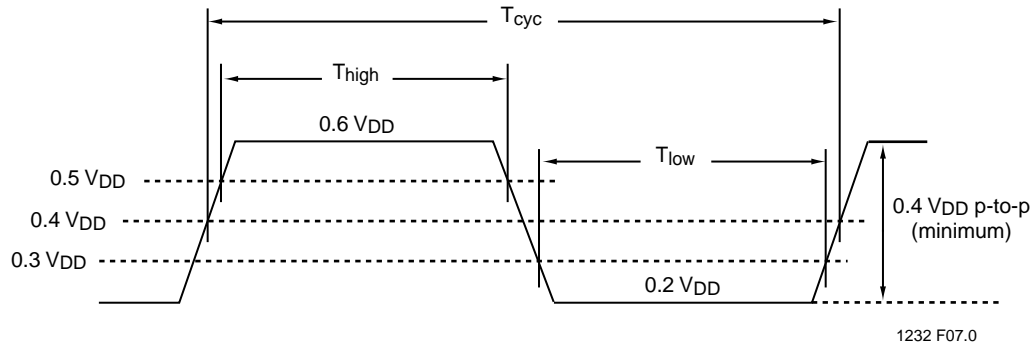 Tcyc
Thigh
0.6 VDD
Tlow
0.5 VDD
0.4 VDD
0.4 VDD p-to-p
(minimum)
0.3 VDD
0.2 VDD
1232 F07.0